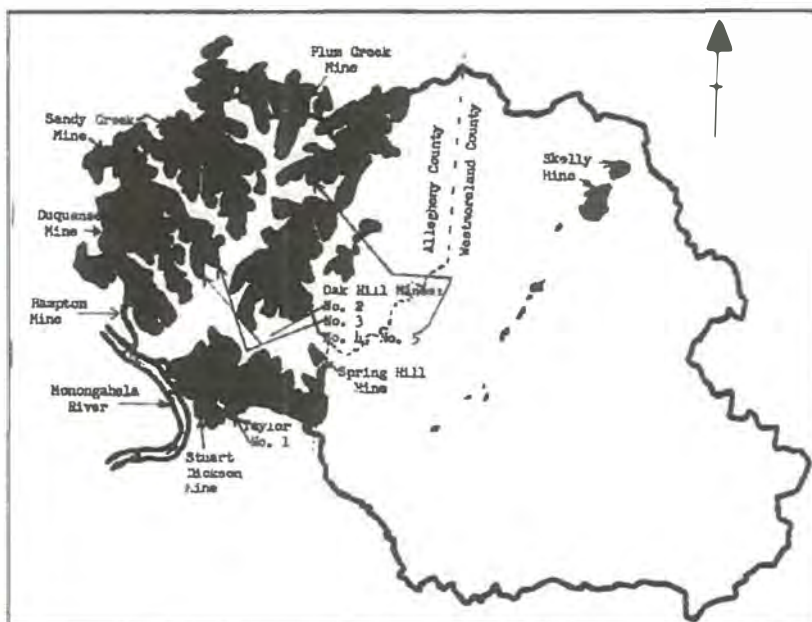 Plum Creek
Mine
Sandy Creek
Mine
Duquense
Mine
Hampton
Mine
Monongahela
River
Stuart
Dickson
Mine
Taylor
No. 1
Spring Hill
Mine
Oak Hill Mines:
No. 2
No. 3
No. 4, No. 5
Allegheny County
Westmoreland County
Skelly
Mine